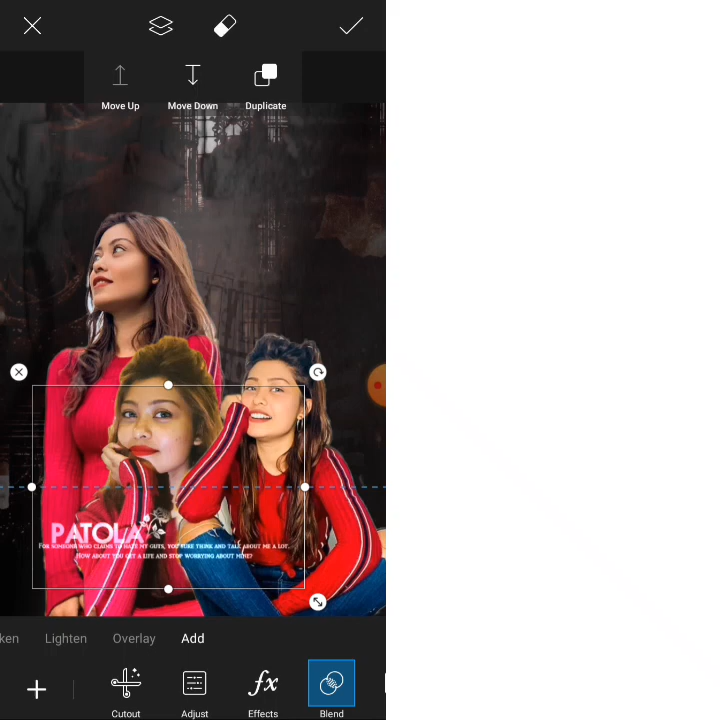 Move Up
Move Down
Duplicate
PATOLA
For someone who claims to hate my guts, you sure think and talk about me a lot.
How about you get a life and stop worrying about mine?
ken
Lighten
Overlay
Add
Cutout
Adjust
fx
Effects
Blend